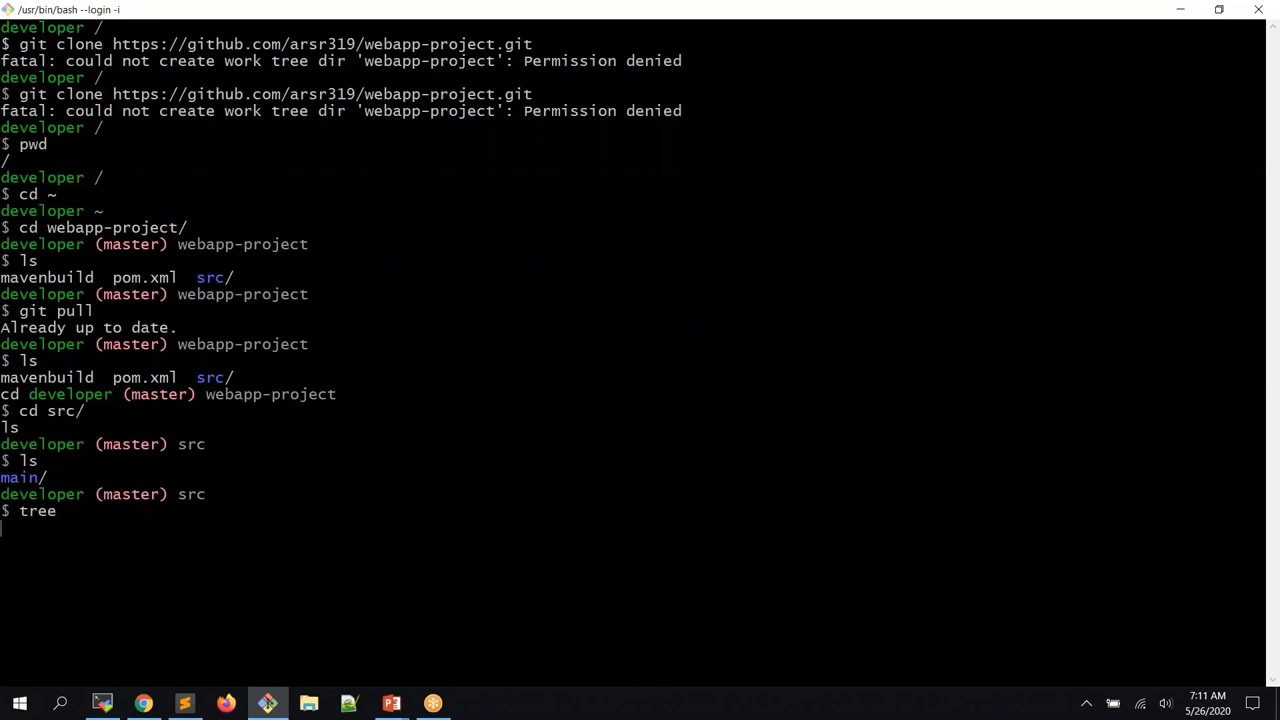 /usr/bin/bash --login -i
developer /
$ git clone https://github.com/arsr319/webapp-project.git
fatal: could not create work tree dir 'webapp-project': Permission denied
developer /
$ git clone https://github.com/arsr319/webapp-project.git
fatal: could not create work tree dir 'webapp-project': Permission denied
developer /
$ pwd
/
developer /
$ cd ~
developer ~
$ cd webapp-project/
developer (master) webapp-project
$ ls
mavenbuild  pom.xml  src/
developer (master) webapp-project
$ git pull
Already up to date.
developer (master) webapp-project
$ ls
mavenbuild  pom.xml  src/
cd developer (master) webapp-project
$ cd src/
ls
developer (master) src
$ ls
main/
developer (master) src
$ tree
7:11 AM
5/26/2020